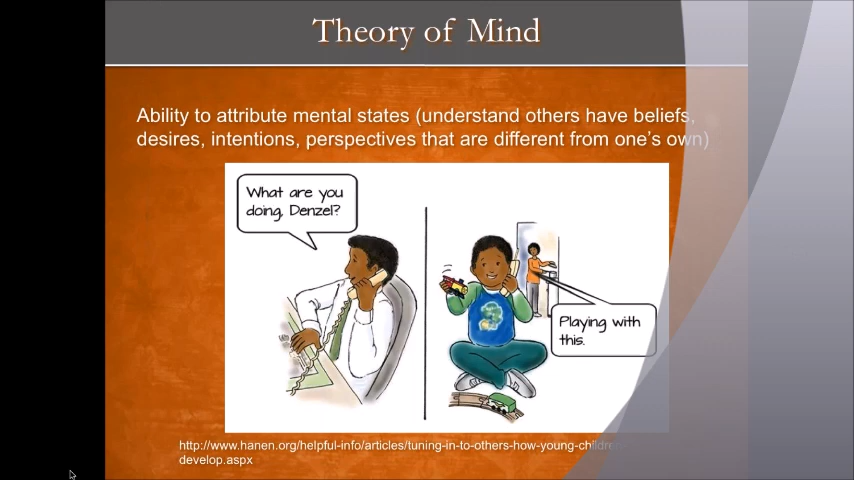 Theory of Mind
Ability to attribute mental states (understand others have beliefs,
desires, intentions, perspectives that are different from one's own)
What are you
doing, Denzel?
Playing with
this.
http://www.hanen.org/helpful-info/articles/tuning-in-to-others-how-young-children-
develop.aspx